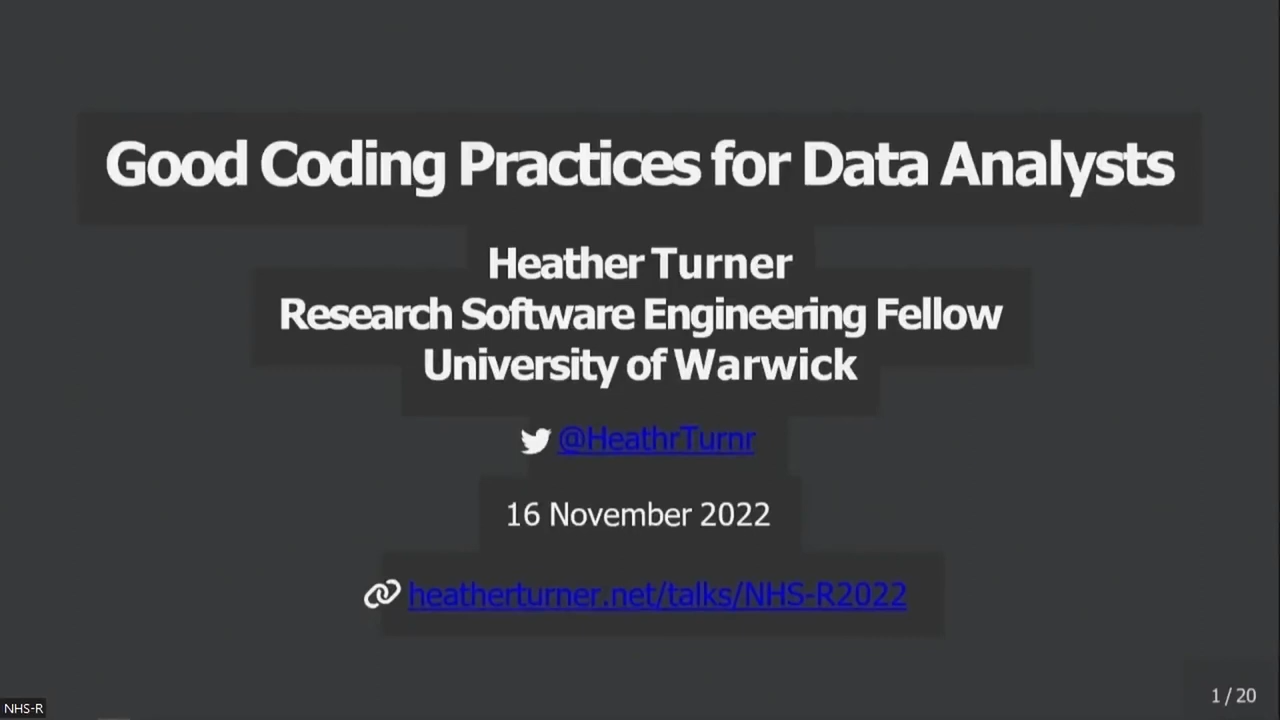 Good Coding Practices for Data Analysts
Heather Turner
Research Software Engineering Fellow
University of Warwick
@HeathrTurnr
16 November 2022
heatherturner.net/talks/NHS-R2022
NHS-R
1 / 20